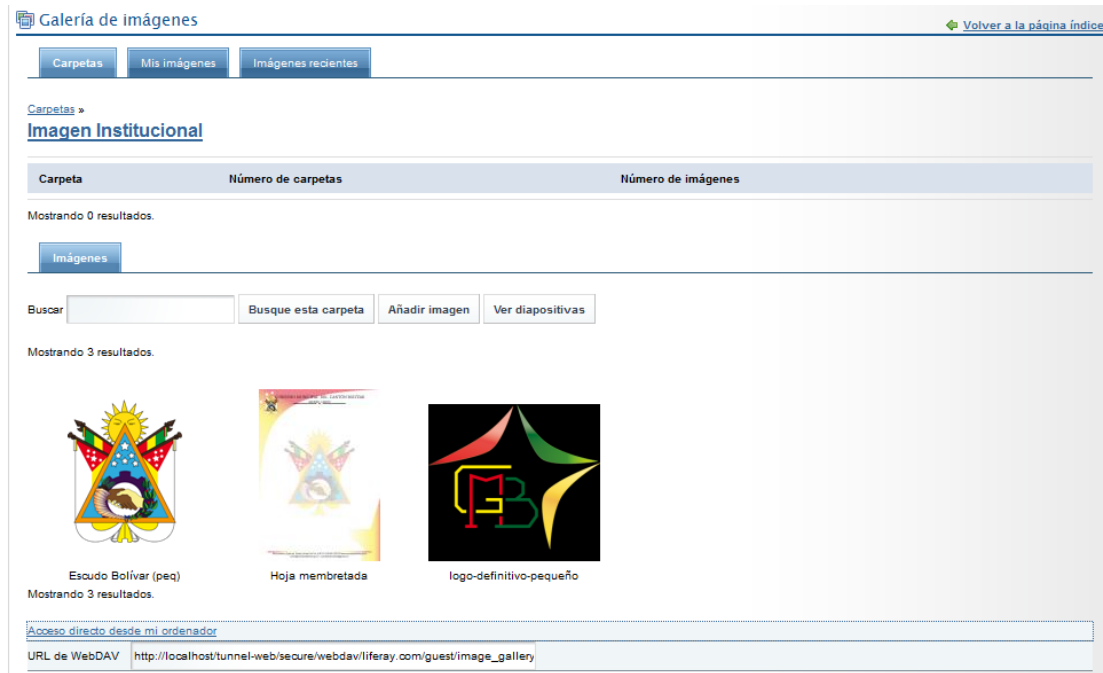 Galería de imágenes
Volver a la página índice
Carpetas Mis imágenes Imágenes recientes
Carpetas »
Imagen Institucional
Carpeta Número de carpetas Número de imágenes
Mostrando 0 resultados.
Imágenes
Buscar Busque esta carpeta Añadir imagen Ver diapositivas
Mostrando 3 resultados.
GMB
Escudo Bolívar (peq) Hoja membretada logo-definitivo-pequeño
Mostrando 3 resultados.
Acceso directo desde mi ordenador
URL de WebDAV http://localhost/tunnel-web/secure/webdav/liferay.com/guest/image_gallery